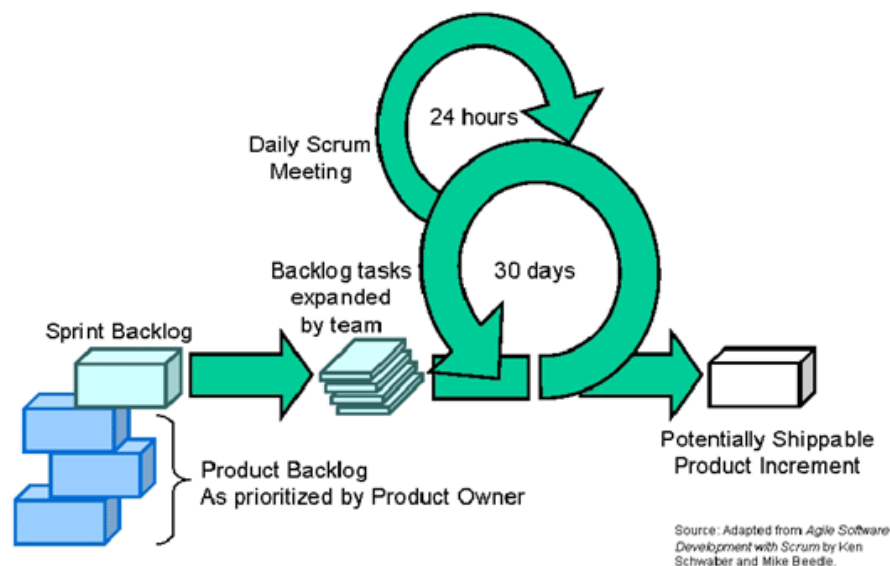 24 hours
Daily Scrum
Meeting
30 days
Backlog tasks
expanded
by team
Sprint Backlog
Potentially Shippable
Product Increment
Product Backlog
As prioritized by Product Owner
Source: Adapted from Agile Software
Development with Scrum by Ken
Schwaber and Mike Beedle.